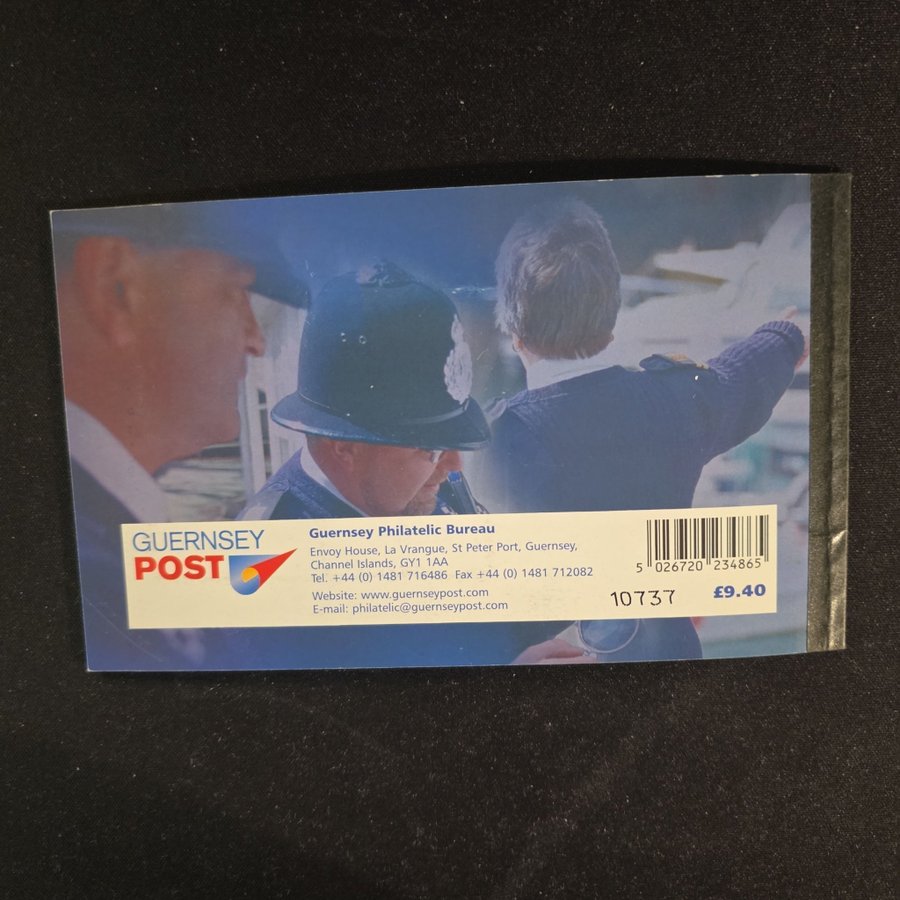 GUERNSEY
POST
Guernsey Philatelic Bureau
Envoy House, La Vrangue, St Peter Port, Guernsey,
Channel Islands, GY1 1AA
Tel. +44 (0) 1481 716486 Fax +44 (0) 1481 712082
Website: www.guernseypost.com
E-mail: philatelic@guernseypost.com
5 026720 234865
10737
£9.40